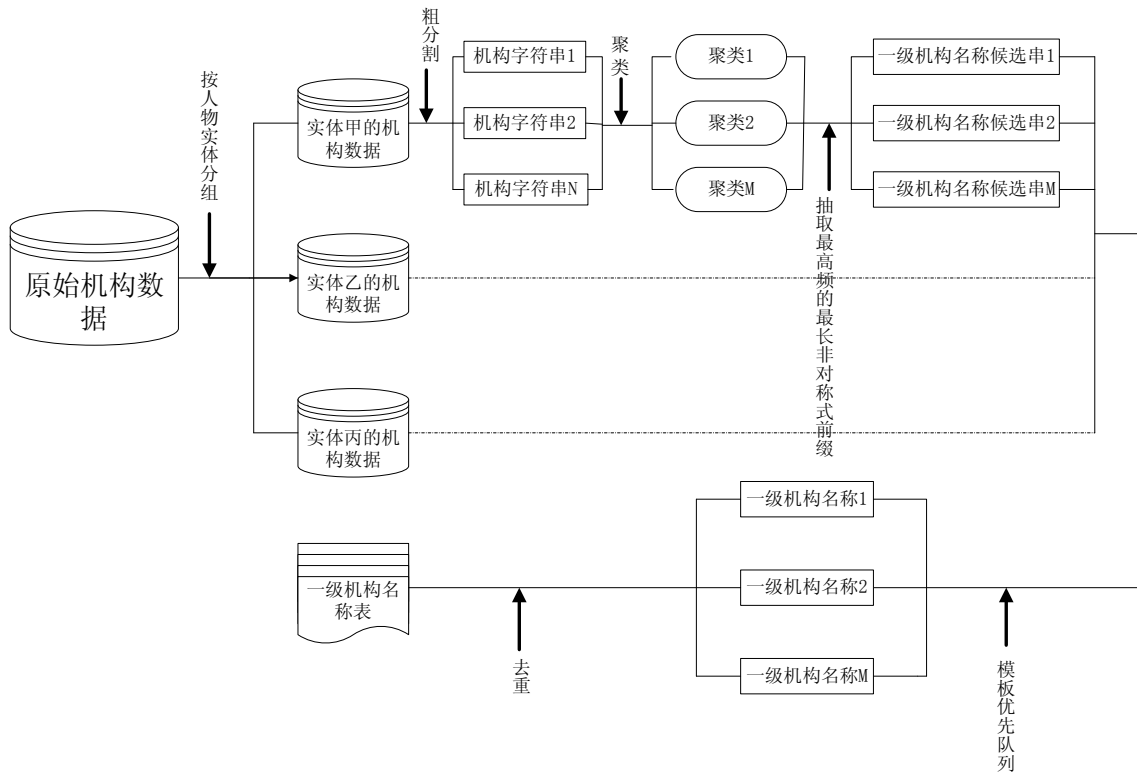 粗分割
聚类
按人物实体分组
机构字符串1
机构字符串2
机构字符串N
聚类1
聚类2
聚类M
一级机构名称候选串1
一级机构名称候选串2
一级机构名称候选串M
实体甲的机
构数据
抽取最高频的最长非对称式前缀
原始机构数
据
实体乙的机
构数据
实体丙的机
构数据
一级机构名称1
一级机构名称2
一级机构名称M
一级机构名
称表
去重
模板优先队列